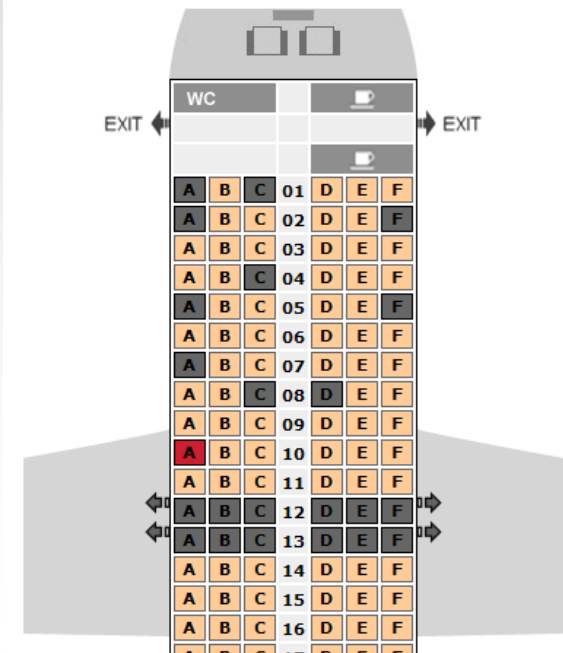 WC
EXIT EXIT
A B C 01 D E F
A B C 02 D E F
A B C 03 D E F
A B C 04 D E F
A B C 05 D E F
A B C 06 D E F
A B C 07 D E F
A B C 08 D E F
A B C 09 D E F
A B C 10 D E F
A B C 11 D E F
A B C 12 D E F
A B C 13 D E F
A B C 14 D E F
A B C 15 D E F
A B C 16 D E F